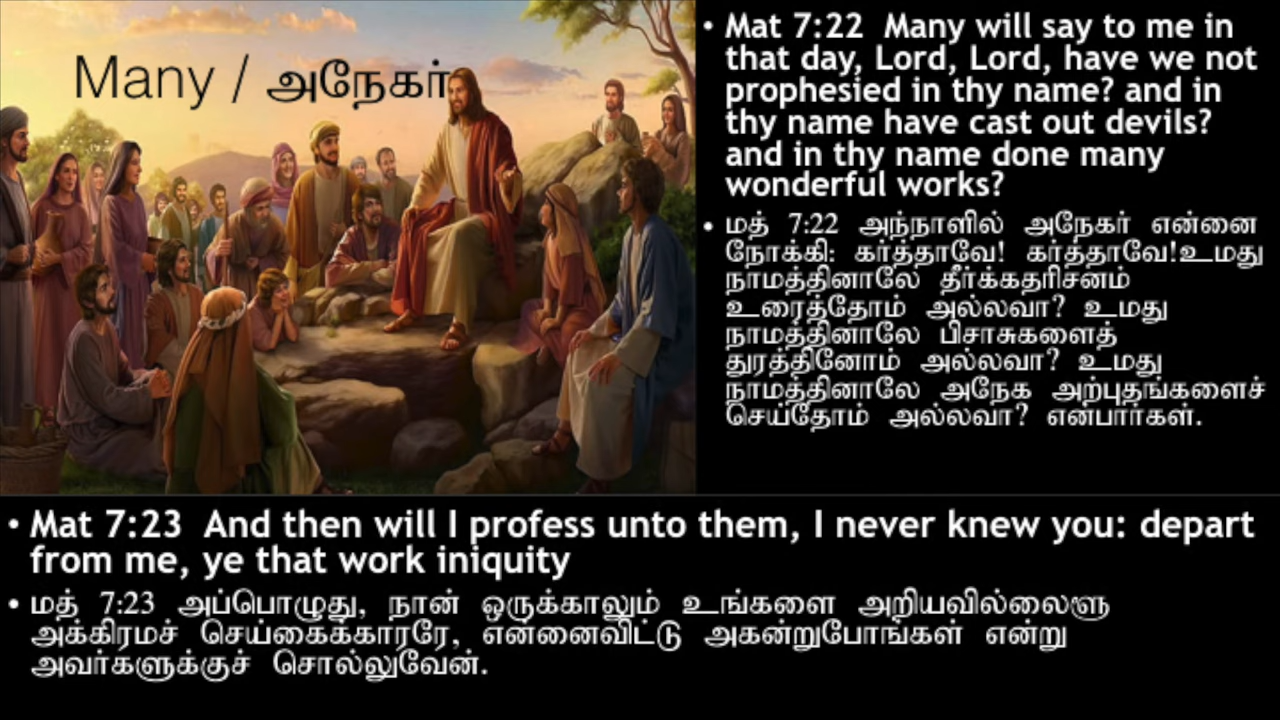 Many / அநேகர்
• Mat 7:22 Many will say to me in
that day, Lord, Lord, have we not
prophesied in thy name? and in
thy name have cast out devils?
and in thy name done many
wonderful works?
• மத் 7:22 அந்நாளில் அநேகர் என்னை
நோக்கி: கர்த்தாவே! கர்த்தாவே!உமது
நாமத்தினாலே தீர்க்கதரிசனம்
உரைத்தோம் அல்லவா? உமது
நாமத்தினாலே பிசாசுகளைத்
துரத்தினோம் அல்லவா? உமது
நாமத்தினாலே அநேக அற்புதங்களைச்
செய்தோம் அல்லவா? என்பார்கள்.
• Mat 7:23 And then will I profess unto them, I never knew you: depart
from me, ye that work iniquity
• மத் 7:23 அப்பொழுது, நான் ஒருக்காலும் உங்களை அறியவில்லைளு
அக்கிரமச் செய்கைக்காரரே, என்னைவிட்டு அகன்றுபோங்கள் என்று
அவர்களுக்குச் சொல்லுவேன்.